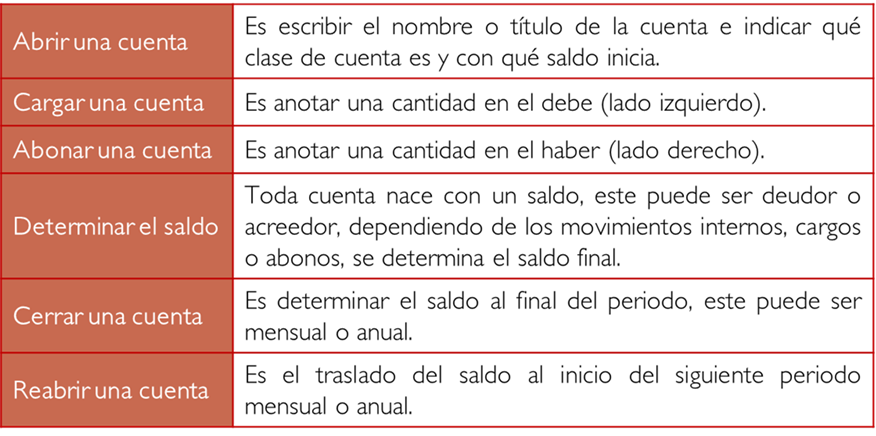 Abrir una cuenta
Es escribir el nombre o título de la cuenta e indicar qué
clase de cuenta es y con qué saldo inicia.
Cargar una cuenta
Es anotar una cantidad en el debe (lado izquierdo).
Abonar una cuenta
Es anotar una cantidad en el haber (lado derecho).
Determinar el saldo
Toda cuenta nace con un saldo, este puede ser deudor o
acreedor, dependiendo de los movimientos internos, cargos
o abonos, se determina el saldo final.
Cerrar una cuenta
Es determinar el saldo al final del periodo, este puede ser
mensual o anual.
Reabrir una cuenta
Es el traslado del saldo al inicio del siguiente periodo
mensual o anual.